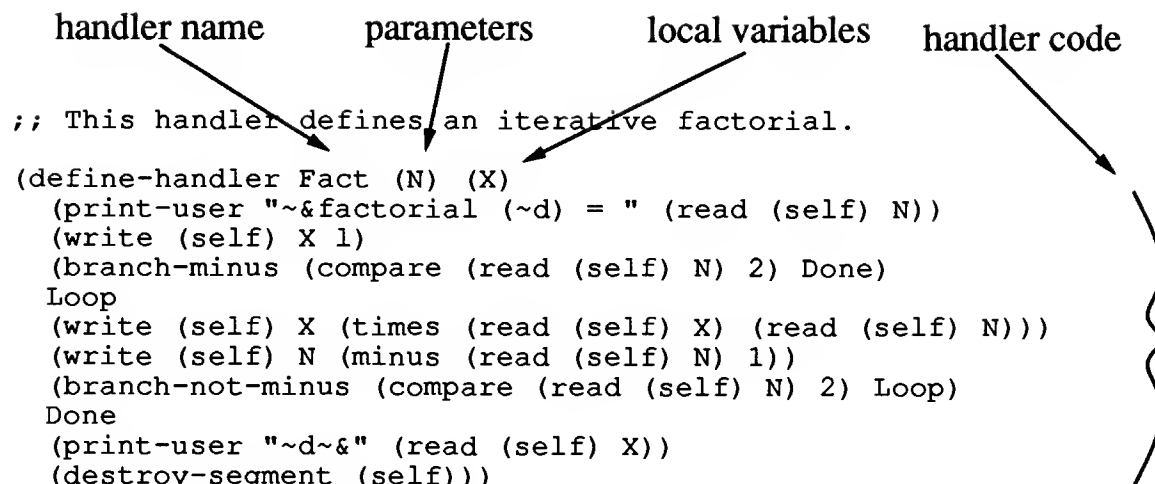 handler name parameters local variables handler code
;; This handler defines an iterative factorial.
(define-handler Fact (N) (X)
(print-user "~&factorial (~d) = " (read (self) N))
(write (self) X 1)
(branch-minus (compare (read (self) N) 2) Done)
Loop
(write (self) X (times (read (self) X) (read (self) N)))
(write (self) N (minus (read (self) N) 1))
(branch-not-minus (compare (read (self) N) 2) Loop)
Done
(print-user "~d~&" (read (self) X))
(destroy-segment (self)))